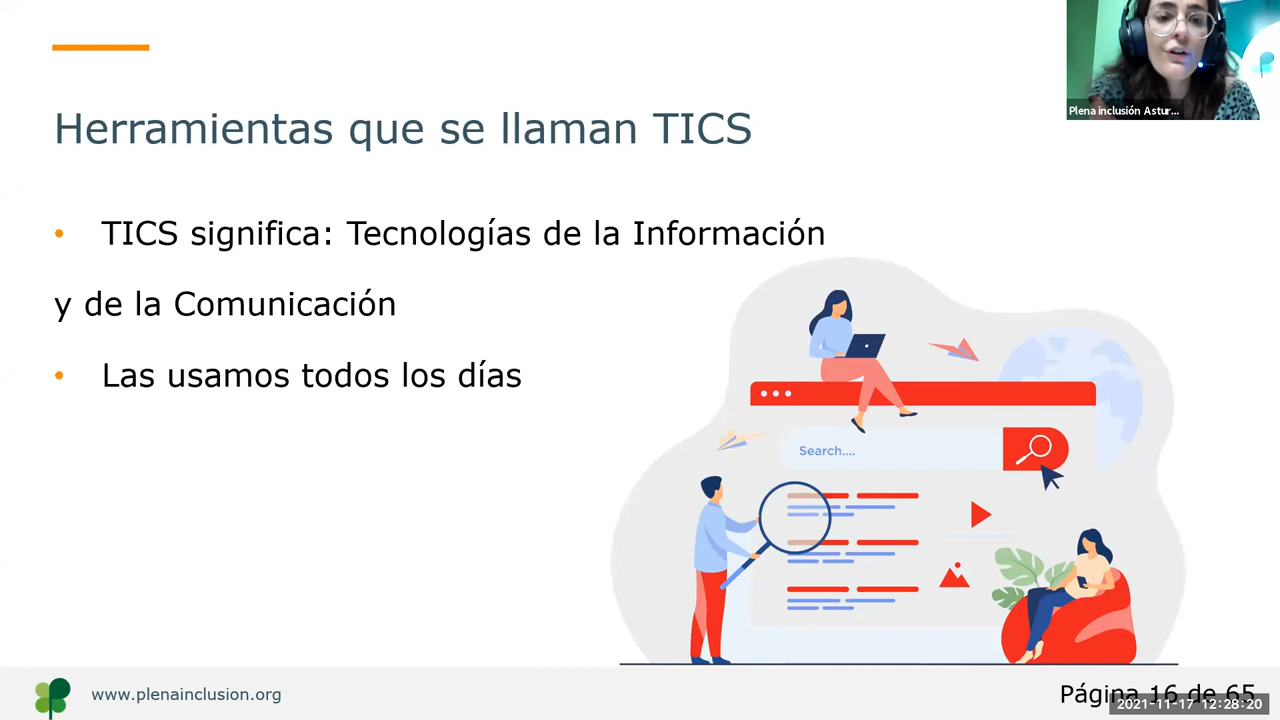 Plena inclusión Astur...
Herramientas que se llaman TICS
• TICS significa: Tecnologías de la Información
y de la Comunicación
• Las usamos todos los días
Search....
www.plenainclusion.org
Página 16 de 65
2021-11-17 12:28:20